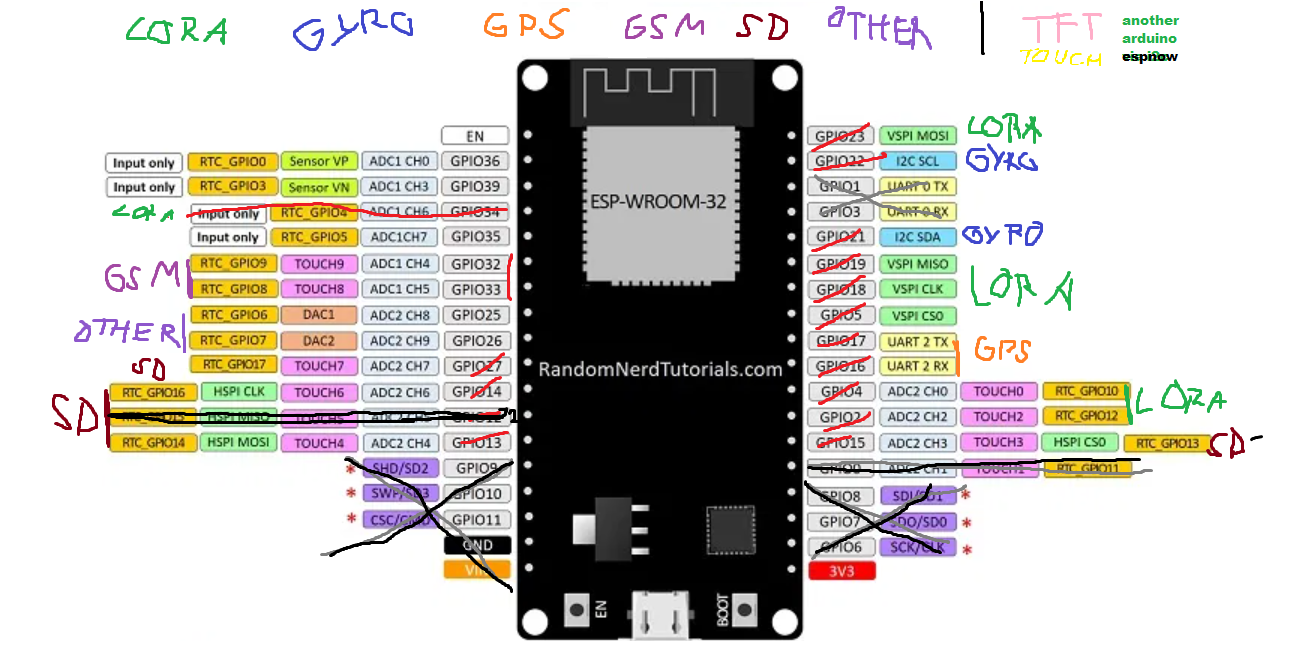 LORA GYRO GPS GSM SD OTHER TFT another
arduino
TOUCH espnow
EN GPIO23 VSPI MOSI LORA
Input only RTC_GPIO0 Sensor VP ADC1 CH0 GPIO36 GPIO22 I2C SCL GYRO
Input only RTC_GPIO3 Sensor VN ADC1 CH3 GPIO39 GPIO1 UART 0 TX
LORA Input only RTC_GPIO4 ADC1 CH6 GPIO34 ESP-WROOM-32 GPIO3 UART 0 RX
Input only RTC_GPIO5 ADC1CH7 GPIO35 GPIO21 I2C SDA GYRO
GSM RTC_GPIO9 TOUCH9 ADC1 CH4 GPIO32 GPIO19 VSPI MISO LORA
RTC_GPIO8 TOUCH8 ADC1 CH5 GPIO33 GPIO18 VSPI CLK
OTHER RTC_GPIO6 DAC1 ADC2 CH8 GPIO25 GPIO5 VSPI CS0
RTC_GPIO7 DAC2 ADC2 CH9 GPIO26 GPIO17 UART 2 TX GPS
SD RTC_GPIO17 TOUCH7 ADC2 CH7 GPIO27 RandomNerdTutorials.com GPIO16 UART 2 RX
SD RTC_GPIO16 HSPI CLK TOUCH6 ADC2 CH6 GPIO14 GPIO4 ADC2 CH0 TOUCH0 RTC_GPIO10 LORA
HSPI MISO GPIO2 ADC2 CH2 TOUCH2 RTC_GPIO12
RTC_GPIO14 HSPI MOSI TOUCH4 ADC2 CH4 GPIO13 GPIO15 ADC2 CH3 TOUCH3 HSPI CS0 RTC_GPIO13 SD
* SHD/SD2 GPIO9 GPIO0 ADC2 CH1 TOUCH1 RTC_GPIO11
* SWP/SD3 GPIO10 GPIO8 SDI/SD1 *
* GPIO11 GPIO7 SDO/SD0 *
GND GPIO6 SCK/CLK *
3V3
EN BOOT